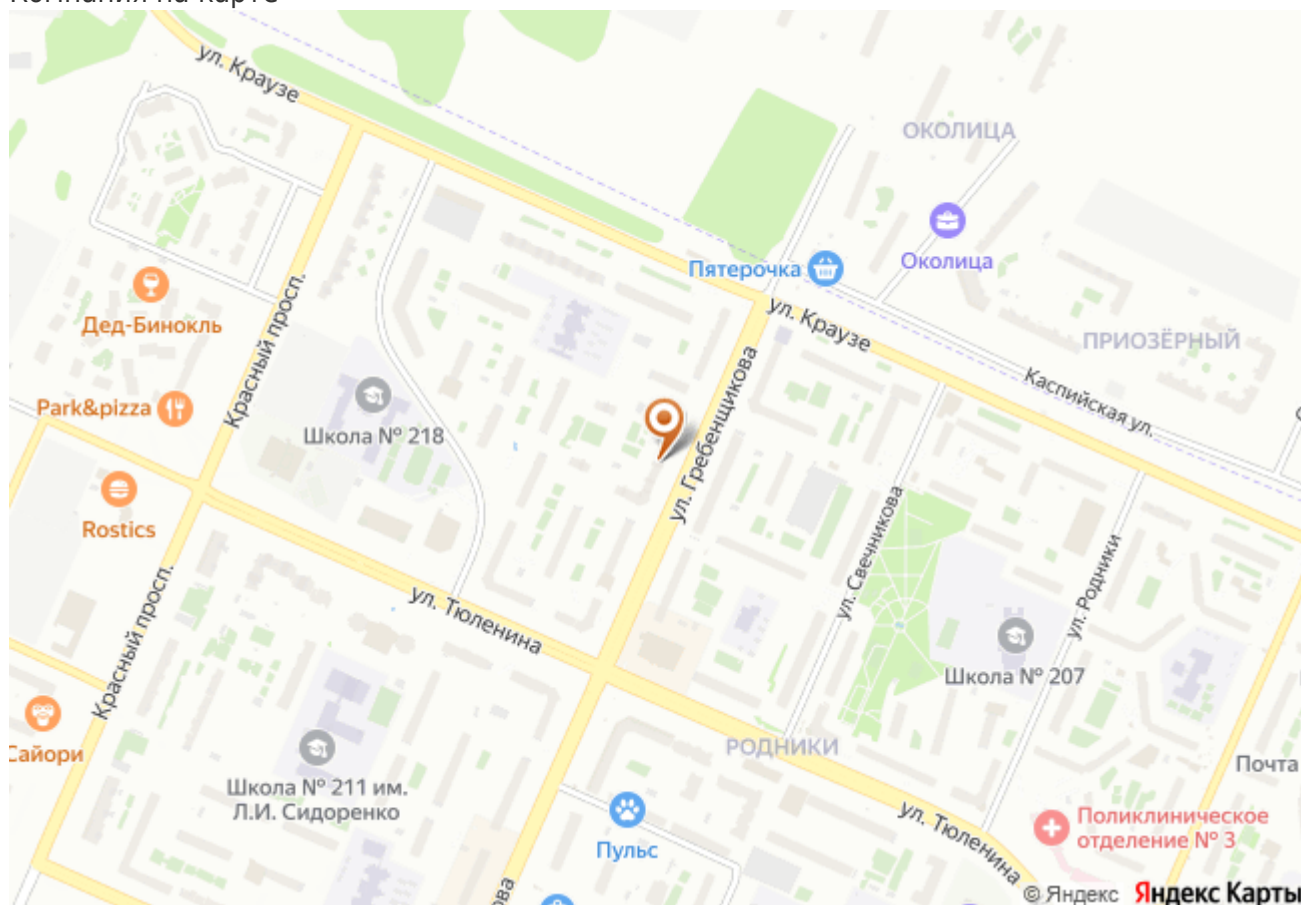 ул. Краузе
ОКОЛИЦА
Околица
Пятерочка
ул. Краузе
ПРИОЗЁРНЫЙ
Каспийская ул.
Дед-Бинокль
Красный просп.
Park&pizza
Школа № 218
ул. Гребенщикова
Rostics
ул. Свечникова
ул. Родники
Красный просп.
ул. Тюленина
Школа № 207
Сайори
РОДНИКИ
Почта
Школа № 211 им.
Л.И. Сидоренко
Пульс
ул. Тюленина
Поликлиническое
отделение № 3
ова
© Яндекс Яндекс Карты